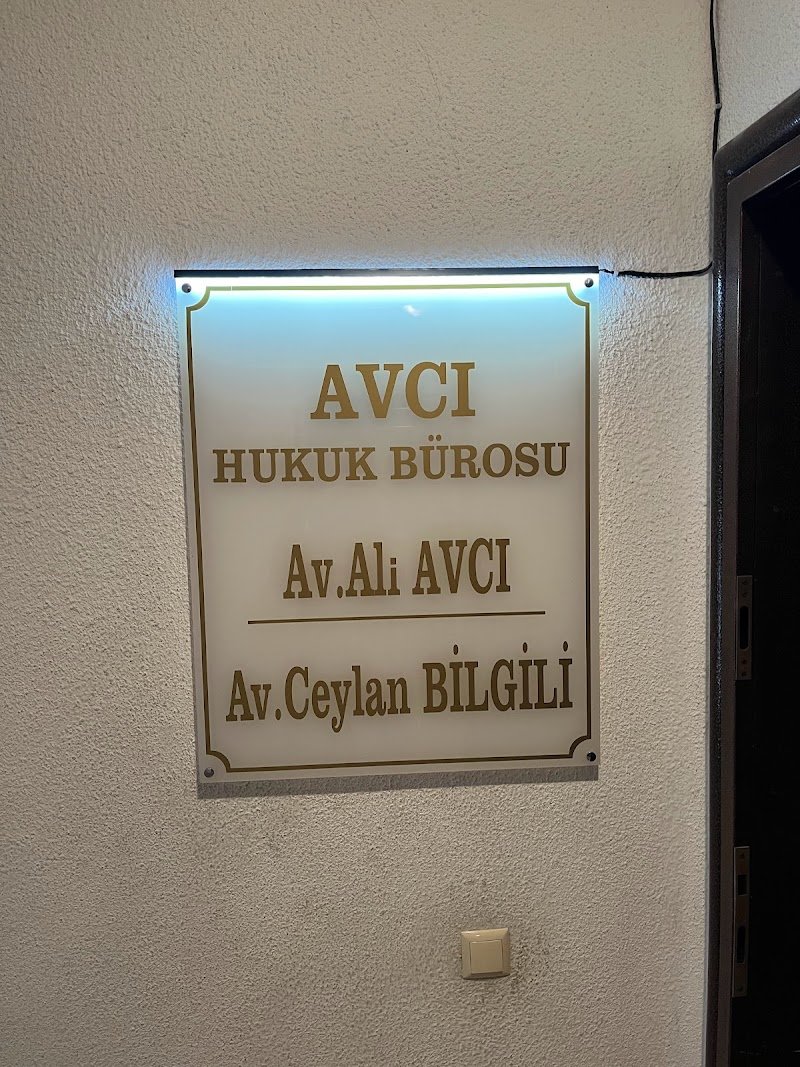 AVCI
HUKUK BÜROSU
Av.Ali AVCI
Av.Ceylan BİLGİLİ